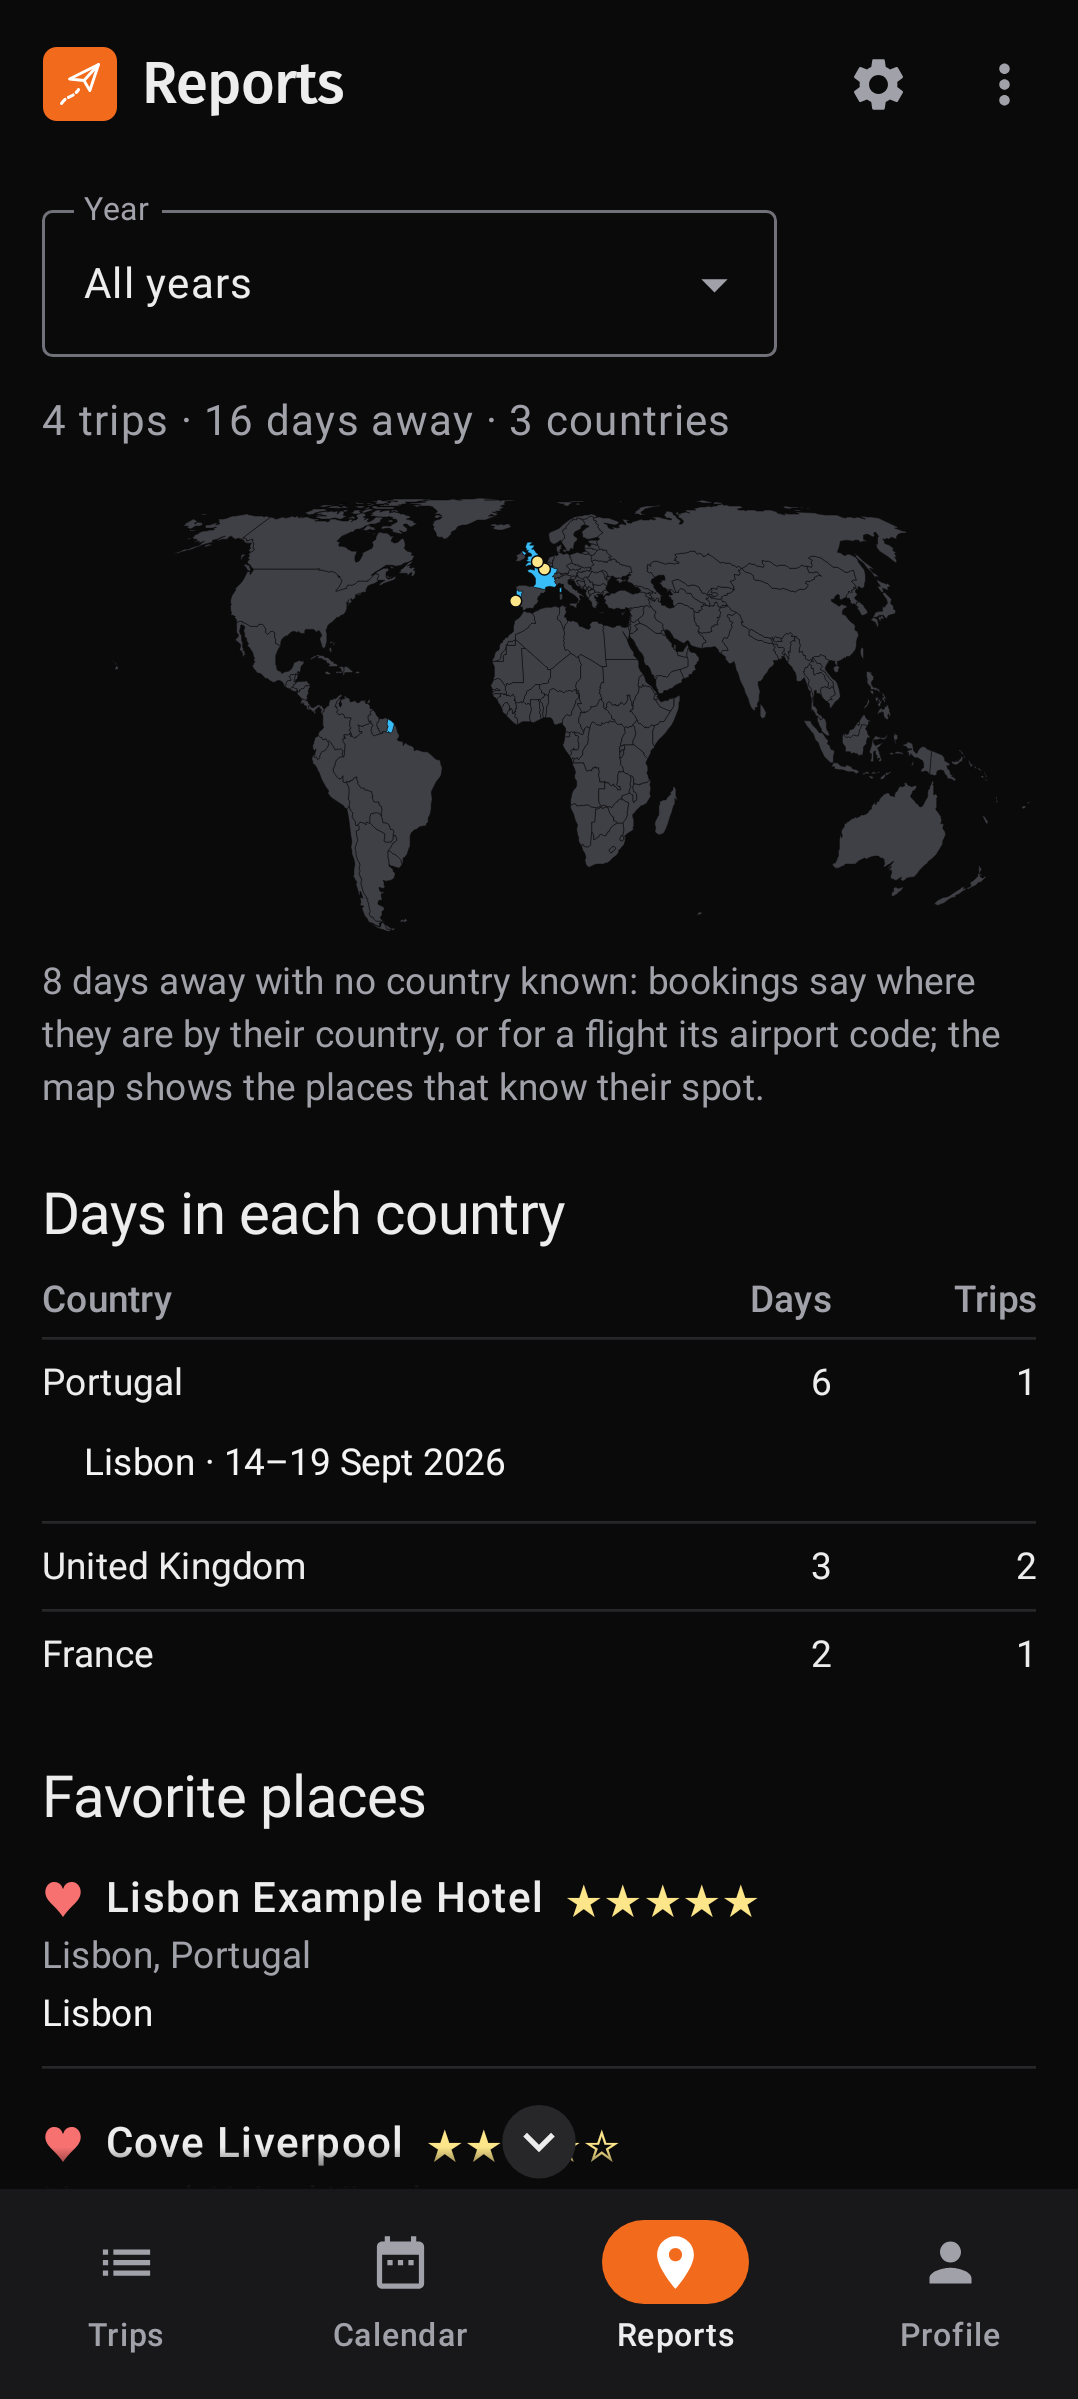 Reports
Year
All years
4 trips · 16 days away · 3 countries
8 days away with no country known: bookings say where
they are by their country, or for a flight its airport code; the
map shows the places that know their spot.
Days in each country
Country Days Trips
Portugal 6 1
Lisbon · 14–19 Sept 2026
United Kingdom 3 2
France 2 1
Favorite places
Lisbon Example Hotel ★★★★★
Lisbon, Portugal
Lisbon
Cove Liverpool
Trips Calendar Reports Profile